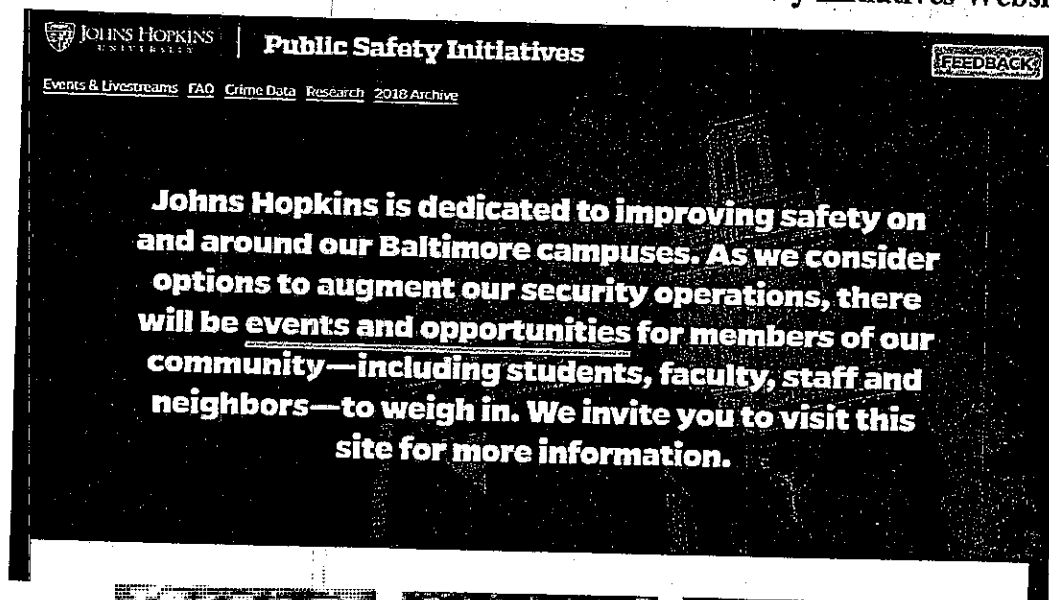 Initiatives Websi
JOHNS HOPKINS
UNIVERSITY
Public Safety Initiatives
FEEDBACK
Events & Livestreams FAQ Crime Data Research 2018 Archive
Johns Hopkins is dedicated to improving safety on
and around our Baltimore campuses. As we consider
options to augment our security operations, there
will be events and opportunities for members of our
community—including students, faculty, staff and
neighbors—to weigh in. We invite you to visit this
site for more information.